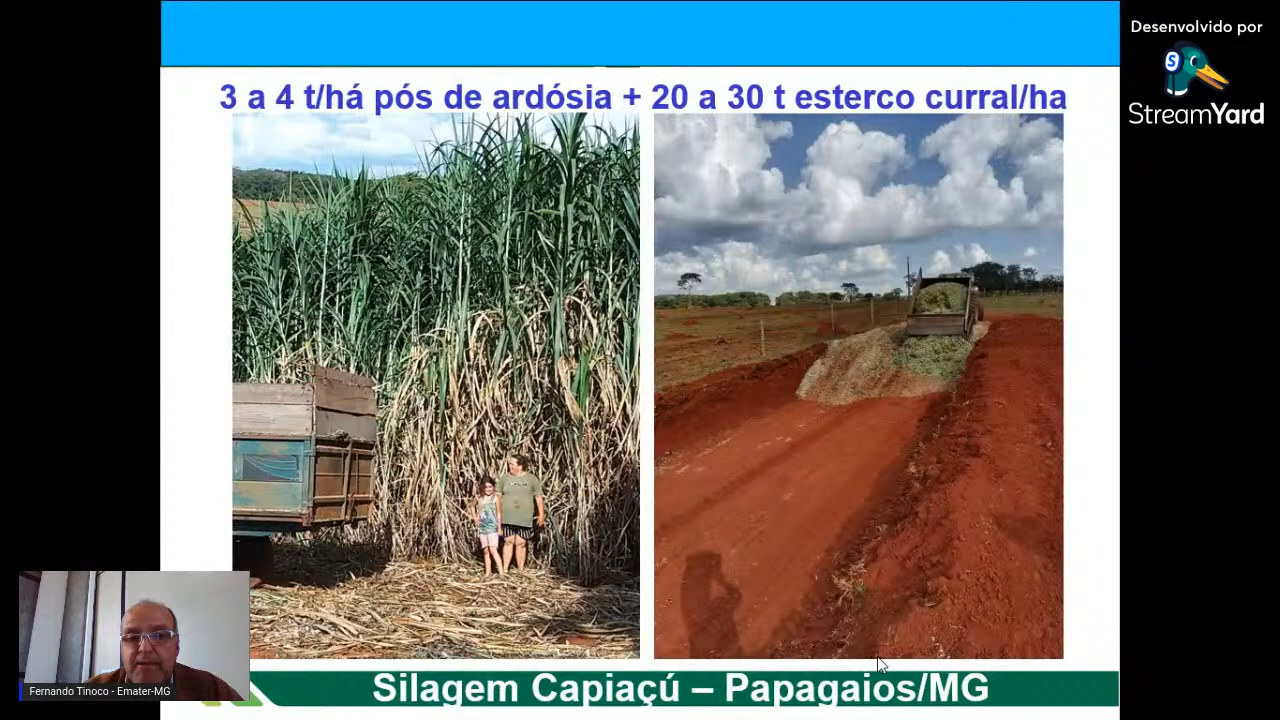 Desenvolvido por
StreamYard
3 a 4 t/há pós de ardósia + 20 a 30 t esterco curral/ha
Fernando Tinoco - Emater-MG
Silagem Capiaçú – Papagaios/MG